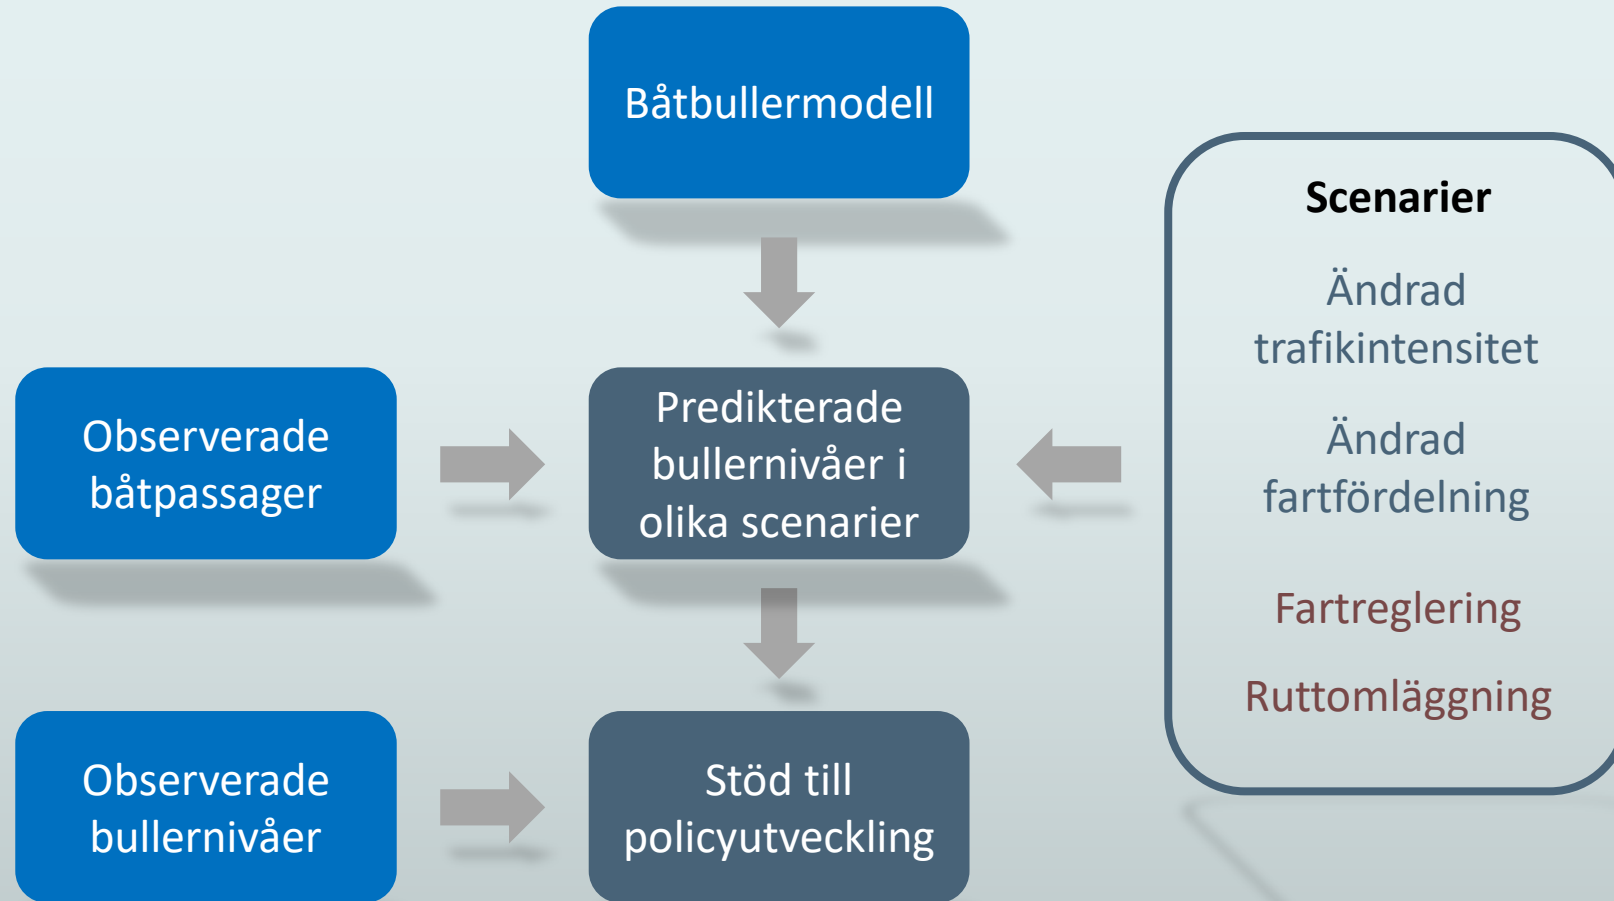 Båtbullermodell
Observerade
båtpassager
Predikterade
bullernivåer i
olika scenarier
Observerade
bullernivåer
Stöd till
policyutveckling
Scenarier
Ändrad
trafikintensitet
Ändrad
fartfördelning
Fartreglering
Ruttomläggning